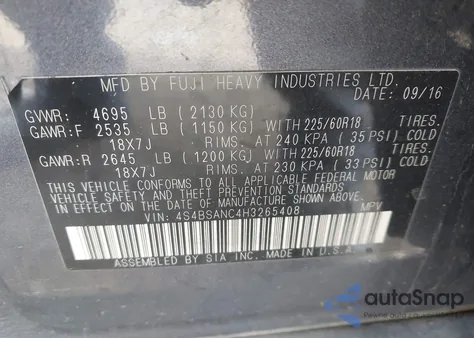 MFD BY FUJI HEAVY INDUSTRIES LTD.
DATE: 09/16
GVWR: 4695 LB ( 2130 KG)
GAWR:F 2535 LB ( 1150 KG) WITH 225/60R18 TIRES.
18X7J RIMS. AT 240 KPA ( 35 PSI) COLD
GAWR:R 2645 LB ( 1200 KG) WITH 225/60R18 TIRES.
18X7J RIMS. AT 230 KPA ( 33 PSI) COLD
THIS VEHICLE CONFORMS TO ALL APPLICABLE FEDERAL MOTOR
VEHICLE SAFETY AND THEFT PREVENTION STANDARDS
IN EFFECT ON THE DATE OF MANUFACTURE SHOWN ABOVE.
VIN: 4S4BSANC4H3265408 MPV
ASSEMBLED BY SIA INC. MADE IN U.S.A.
autoSnap